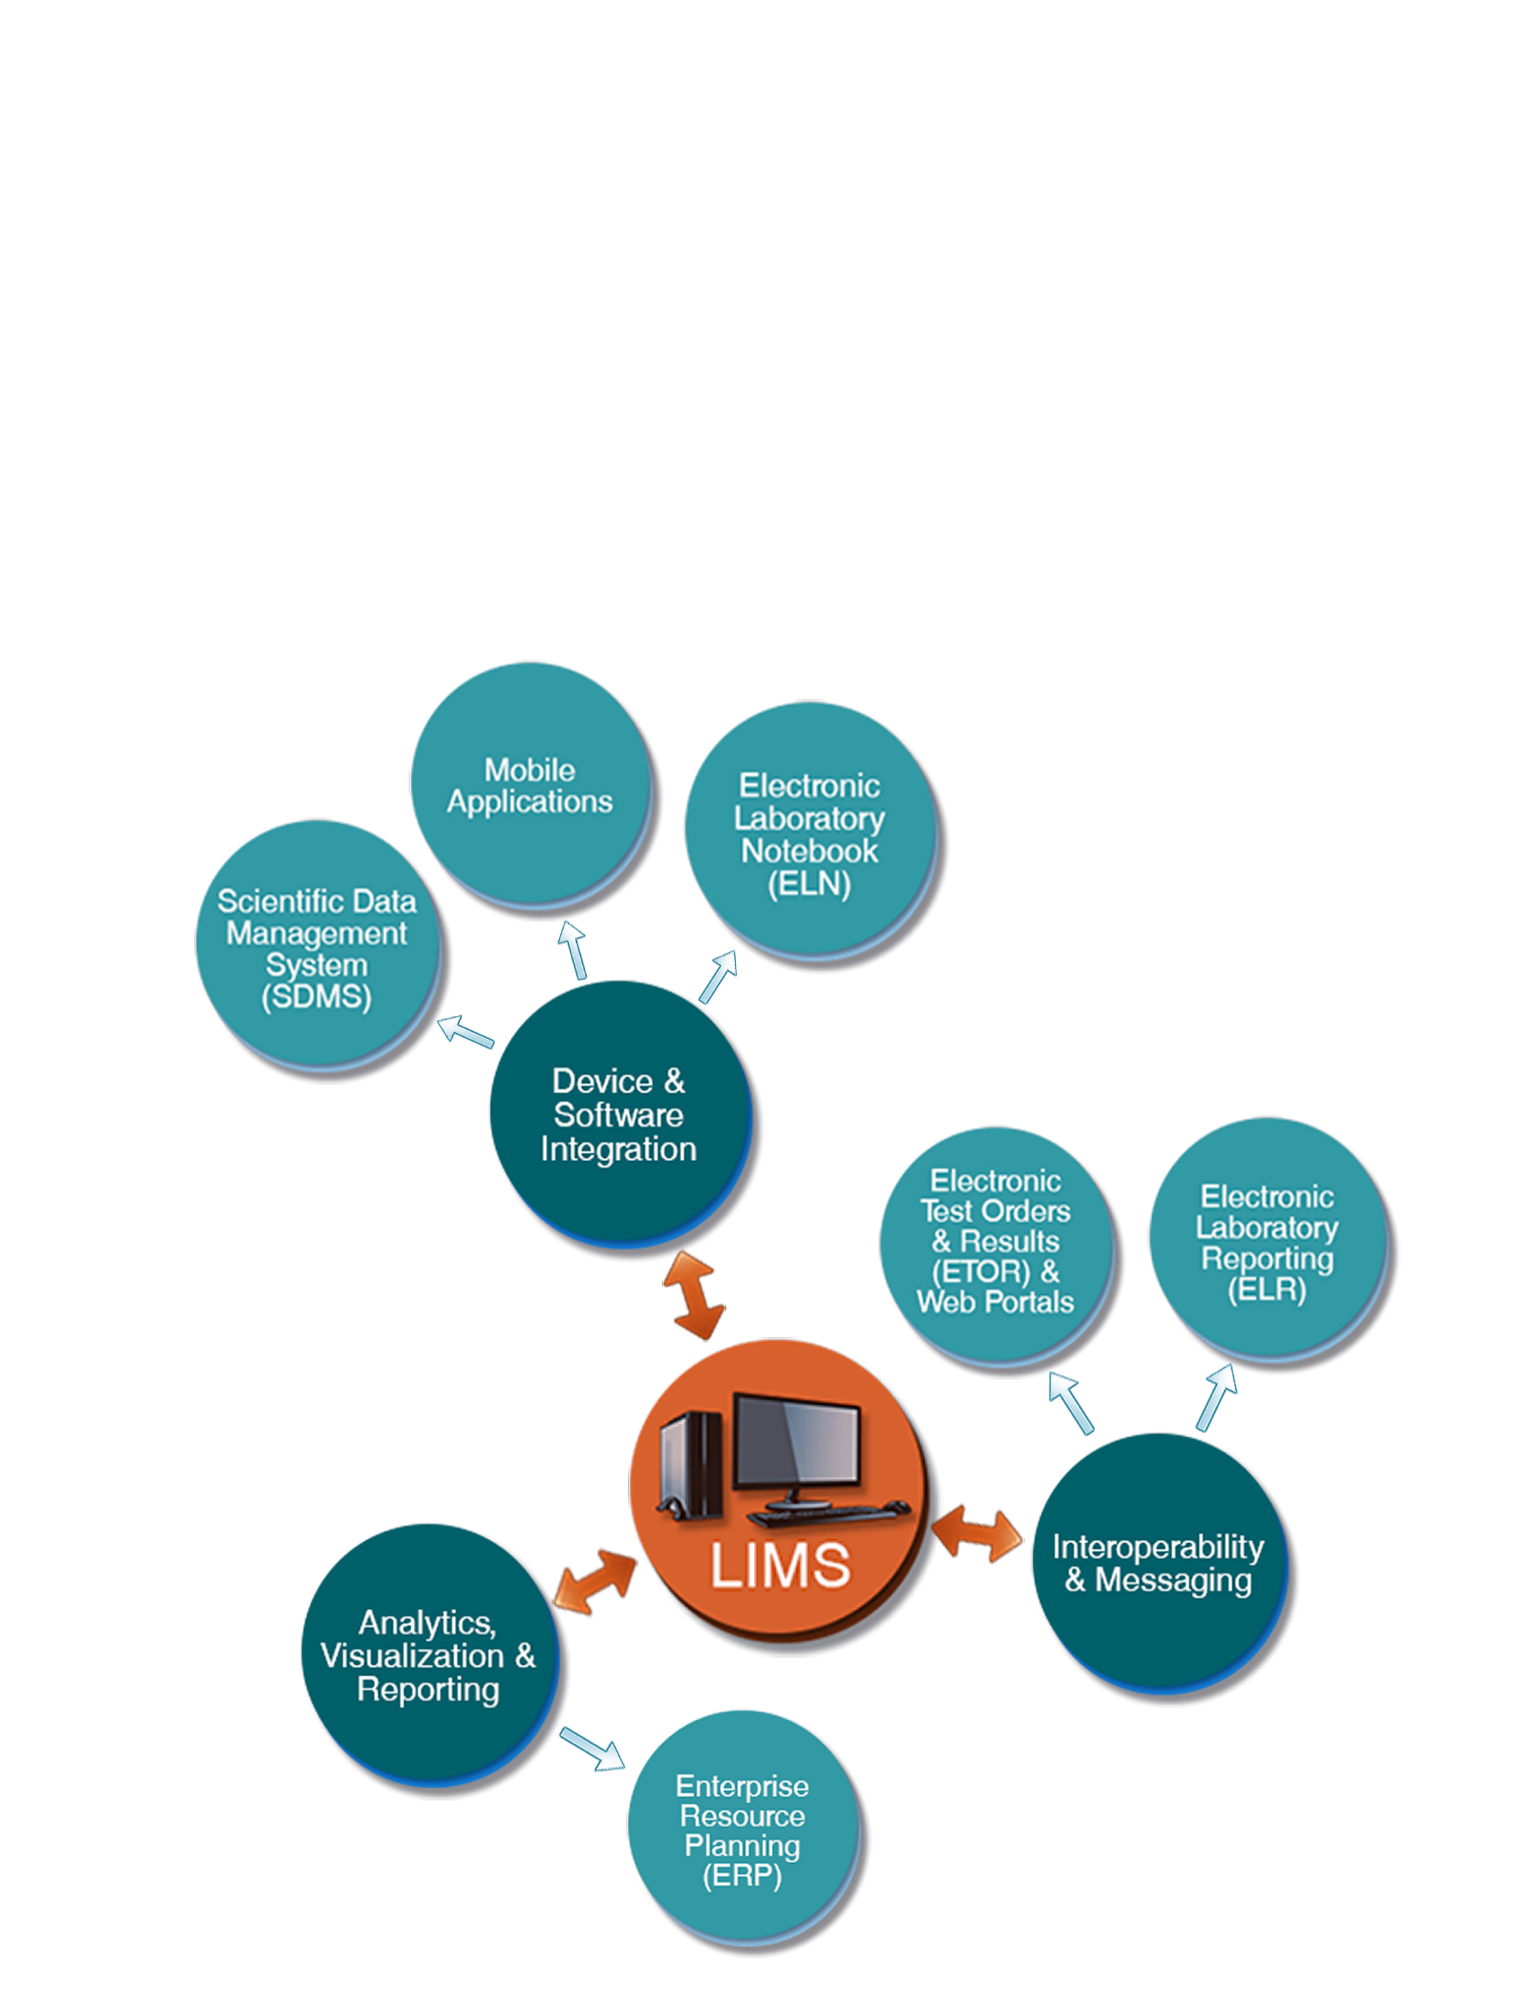 Mobile
Applications
Electronic
Laboratory
Notebook
(ELN)
Scientific Data
Management
System
(SDMS)
Device &
Software
Integration
Electronic
Test Orders
& Results
(ETOR) &
Web Portals
Electronic
Laboratory
Reporting
(ELR)
LIMS
Interoperability
& Messaging
Analytics,
Visualization &
Reporting
Enterprise
Resource
Planning
(ERP)